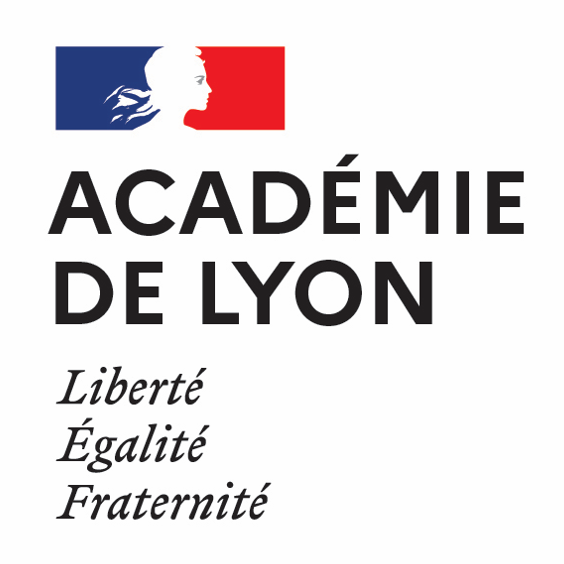 ACADÉMIE
DE LYON
Liberté
Égalité
Fraternité